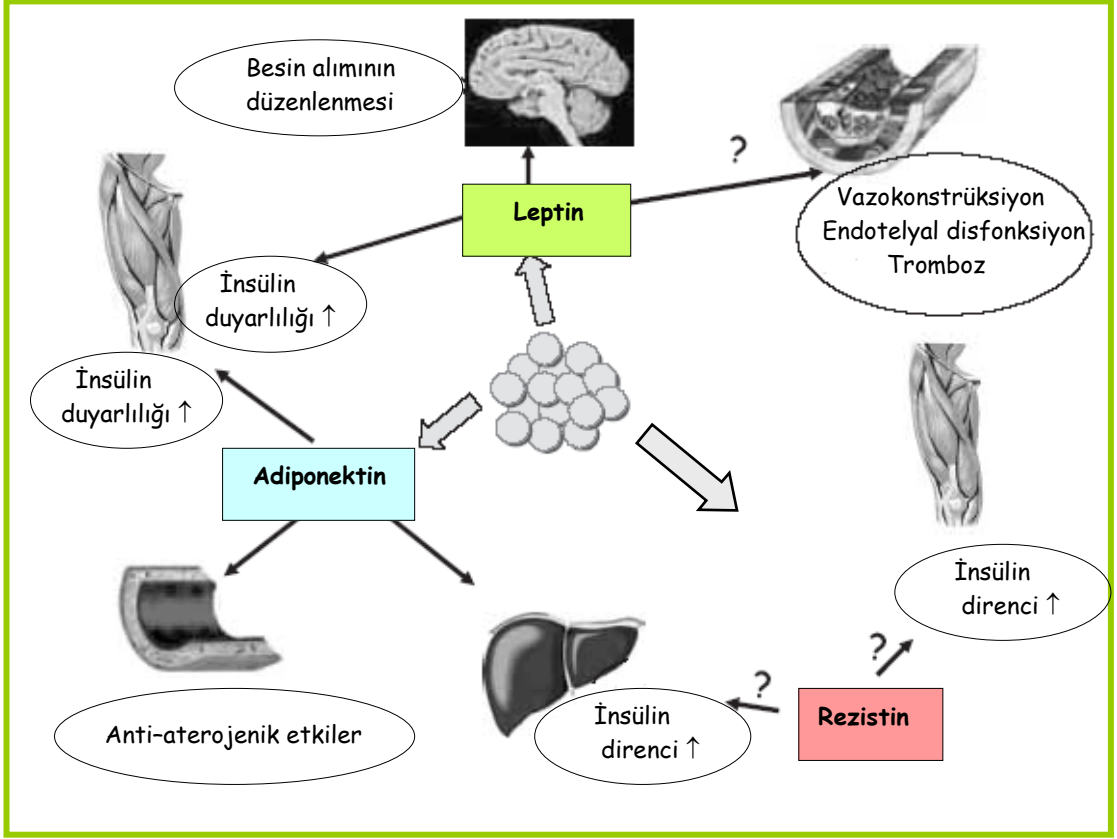 Besin alımının
düzenlenmesi
?
Leptin
Vazokonstrüksiyon
Endotelyal disfonksiyon
Tromboz
İnsülin
duyarlılığı ↑
İnsülin
duyarlılığı ↑
Adiponektin
İnsülin
direnci ↑
?
?
Rezistin
Anti-aterojenik etkiler
İnsülin
direnci ↑